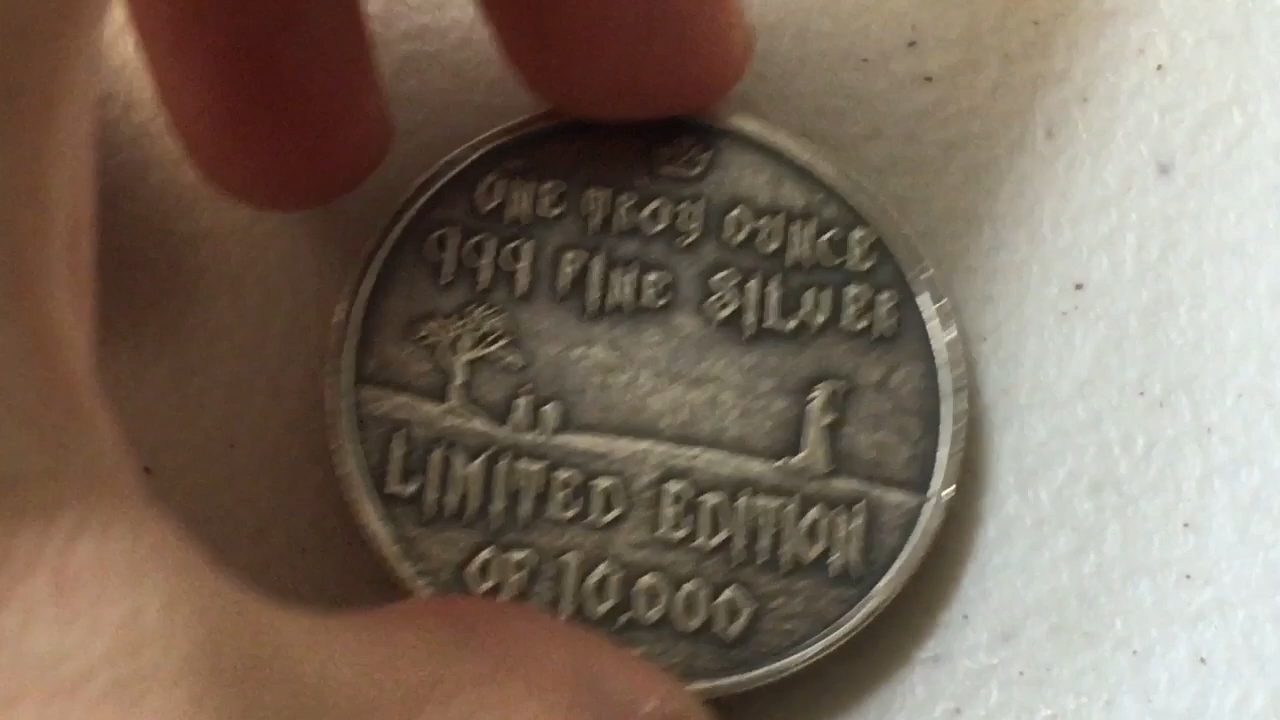 ONE TROY OUNCE
999 FINE SILVER
LIMITED EDITION
OF 10,000